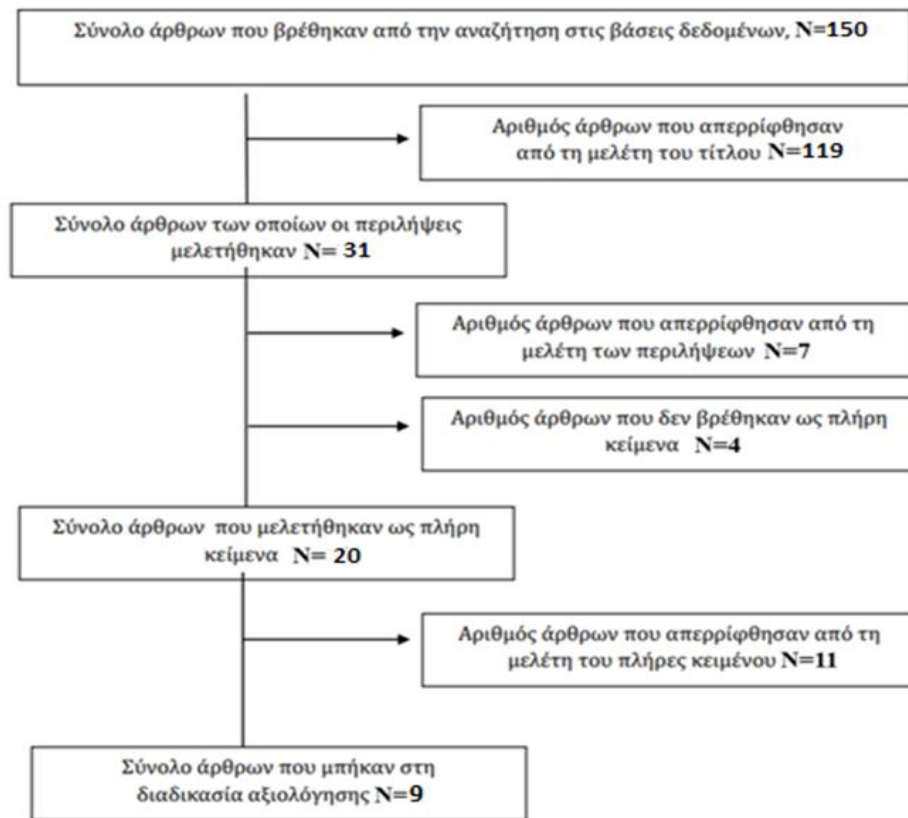 Σύνολο άρθρων που βρέθηκαν από την αναζήτηση στις βάσεις δεδομένων, N=150
Αριθμός άρθρων που απερρίφθησαν
από τη μελέτη του τίτλου N=119
Σύνολο άρθρων των οποίων οι περιλήψεις
μελετήθηκαν N= 31
Αριθμός άρθρων που απερρίφθησαν από τη
μελέτη των περιλήψεων N=7
Αριθμός άρθρων που δεν βρέθηκαν ως πλήρη
κείμενα N=4
Σύνολο άρθρων που μελετήθηκαν ως πλήρη
κείμενα N= 20
Αριθμός άρθρων που απερρίφθησαν από τη
μελέτη του πλήρες κειμένου N=11
Σύνολο άρθρων που μπήκαν στη
διαδικασία αξιολόγησης N=9